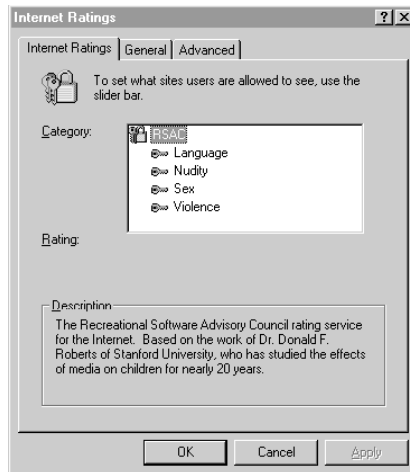 Internet Ratings
Internet Ratings General Advanced
To set what sites users are allowed to see, use the
slider bar.
Category:
RSAC
Language
Nudity
Sex
Violence
Rating:
Description
The Recreational Software Advisory Council rating service
for the Internet. Based on the work of Dr. Donald F.
Roberts of Stanford University, who has studied the effects
of media on children for nearly 20 years.
OK Cancel Apply